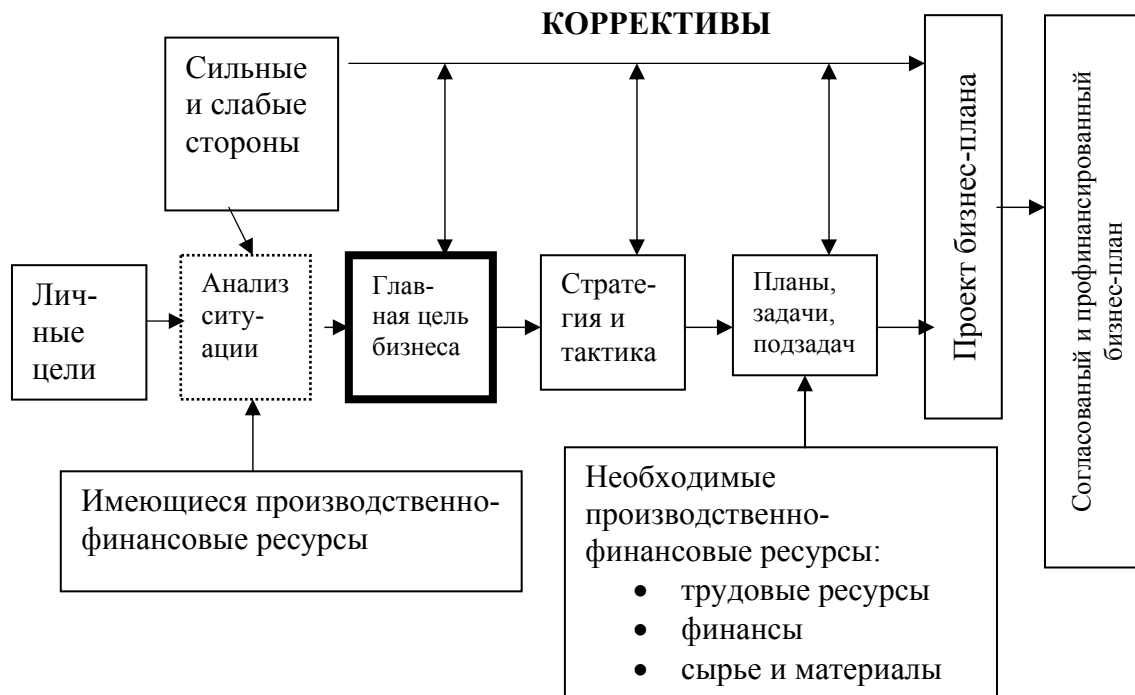 КОРРЕКТИВЫ
Сильные
и слабые
стороны
Лич-
ные
цели
Анализ
ситу-
ации
Глав-
ная цель
бизнеса
Страте-
гия и
тактика
Планы,
задачи,
подзадач
Проект бизнес-плана
Согласованый и профинансированный
бизнес-план
Имеющиеся производственно-
финансовые ресурсы
Необходимые
производственно-
финансовые ресурсы:
• трудовые ресурсы
• финансы
• сырье и материалы